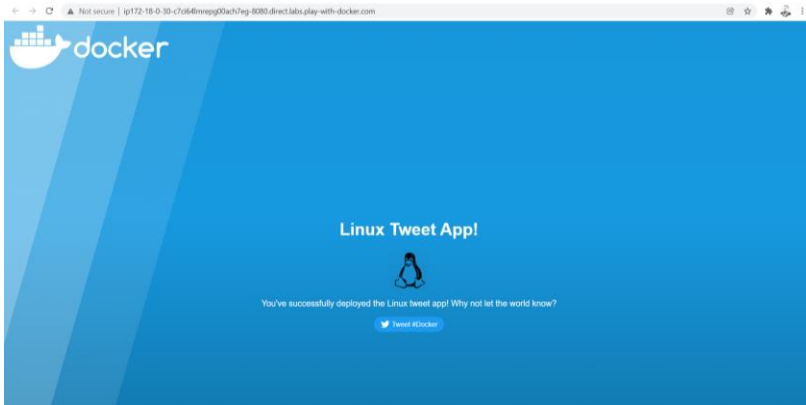 Not secure | ip172-18-0-30-c7ci64lmrepg00ach7eg-8080.direct.labs.play-with-docker.com
docker
Linux Tweet App!
You've successfully deployed the Linux tweet app! Why not let the world know?
Tweet #Docker